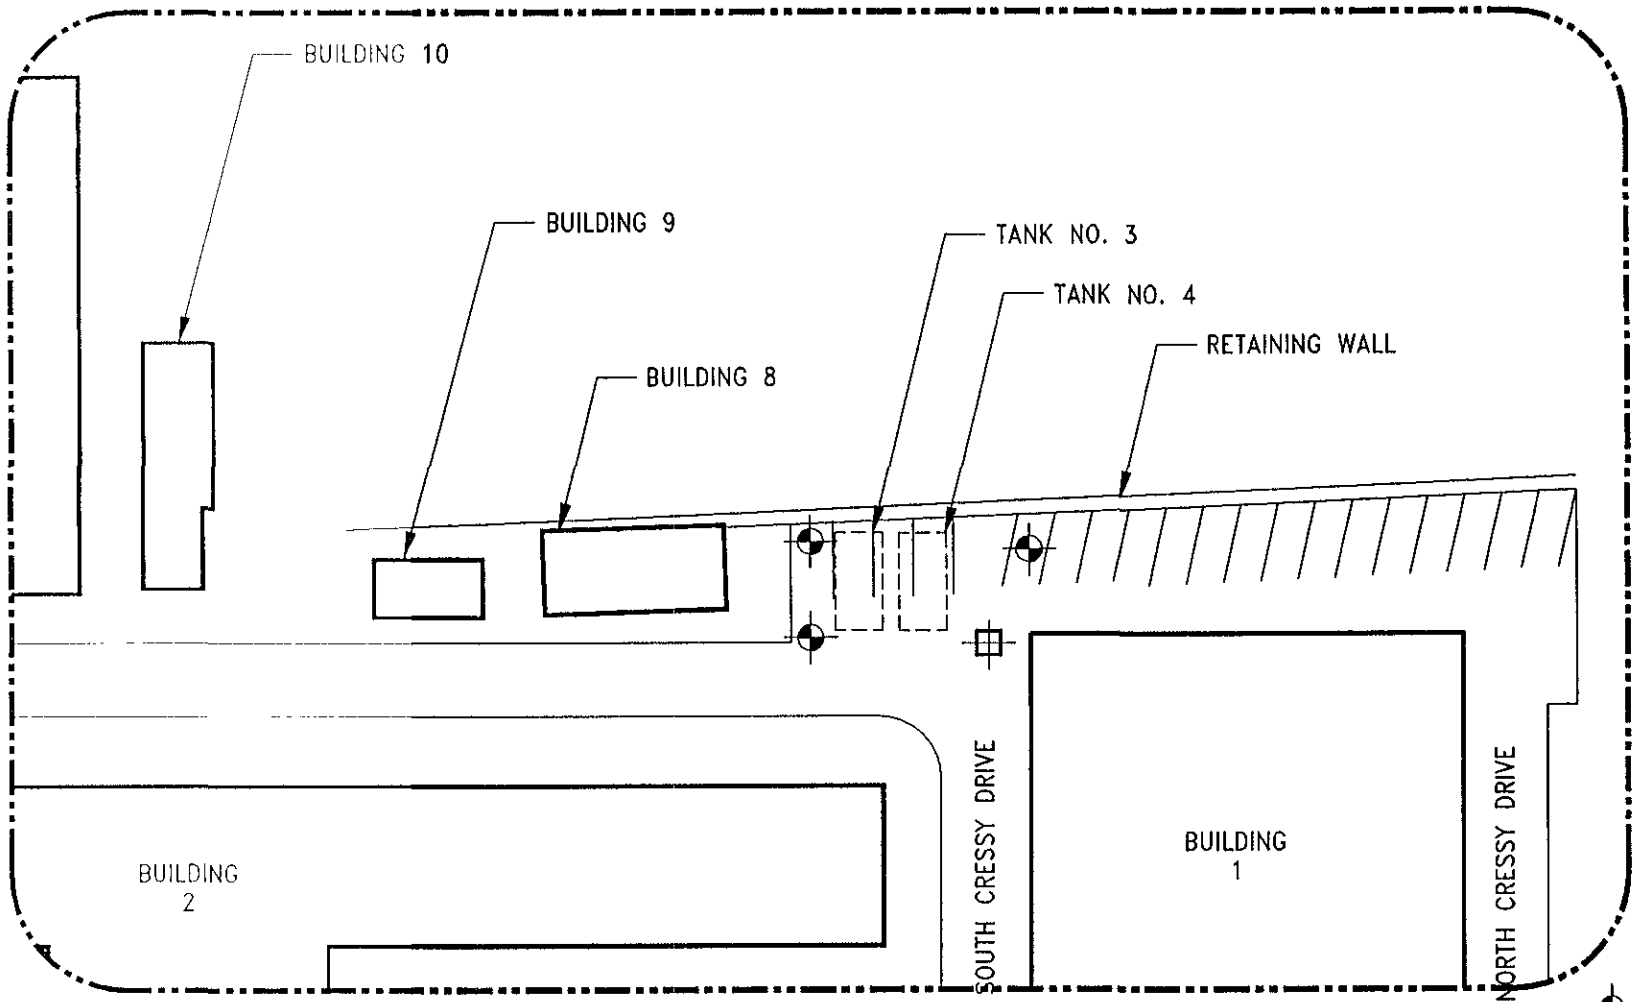 BUILDING 10
BUILDING 9
TANK NO. 3
TANK NO. 4
RETAINING WALL
BUILDING 8
SOUTH CRESSY DRIVE
NORTH CRESSY DRIVE
BUILDING
1
BUILDING
2